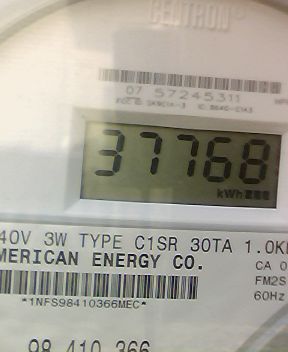 CENTRON
07 57245311
37768
kWh
40V 3W TYPE C1SR 30TA 1.0K
MERICAN ENERGY CO.
CA 0
FM2S
60Hz
*1NFS98410366MEC*
98 410 366